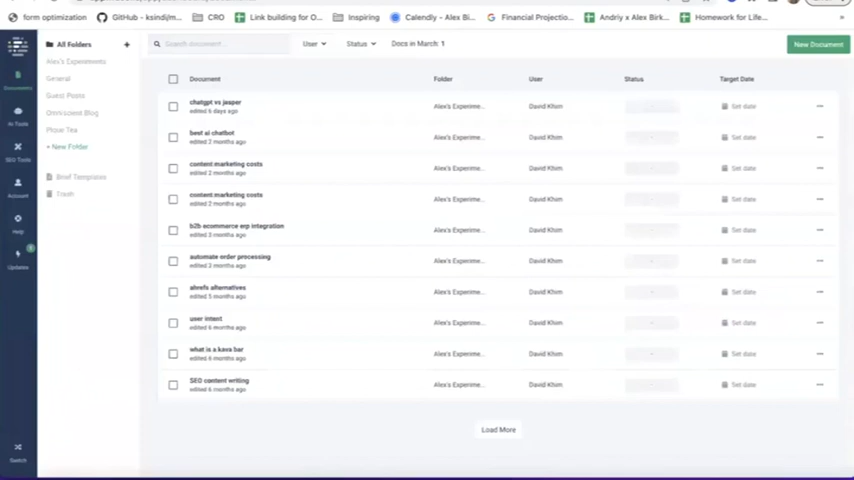 form optimization
GitHub - ksindi/m...
CRO
Link building for O...
Inspiring
Calendly - Alex Bi...
Financial Projectio...
Andriy x Alex Birk...
Homework for Life...
All Folders +
Alex's Experiments
General
Guest Posts
Omniscient Blog
Pique Tea
+ New Folder
Brief Templates
Trash
Documents
AI Tools
SEO Tools
Account
Help
Updates
Switch
Search document...
User
Status
Docs in March: 1
New Document
Document Folder User Status Target Date
chatgpt vs jasper Alex's Experime... David Khim - Set date ...
edited 6 days ago
best ai chatbot Alex's Experime... David Khim - Set date ...
edited 2 months ago
content marketing costs Alex's Experime... David Khim - Set date ...
edited 2 months ago
content marketing costs Alex's Experime... David Khim - Set date ...
edited 2 months ago
b2b ecommerce erp integration Alex's Experime... David Khim - Set date ...
edited 3 months ago
automate order processing Alex's Experime... David Khim - Set date ...
edited 3 months ago
ahrefs alternatives Alex's Experime... David Khim - Set date ...
edited 5 months ago
user intent Alex's Experime... David Khim - Set date ...
edited 6 months ago
what is a kava bar Alex's Experime... David Khim - Set date ...
edited 6 months ago
SEO content writing Alex's Experime... David Khim - Set date ...
edited 6 months ago
Load More